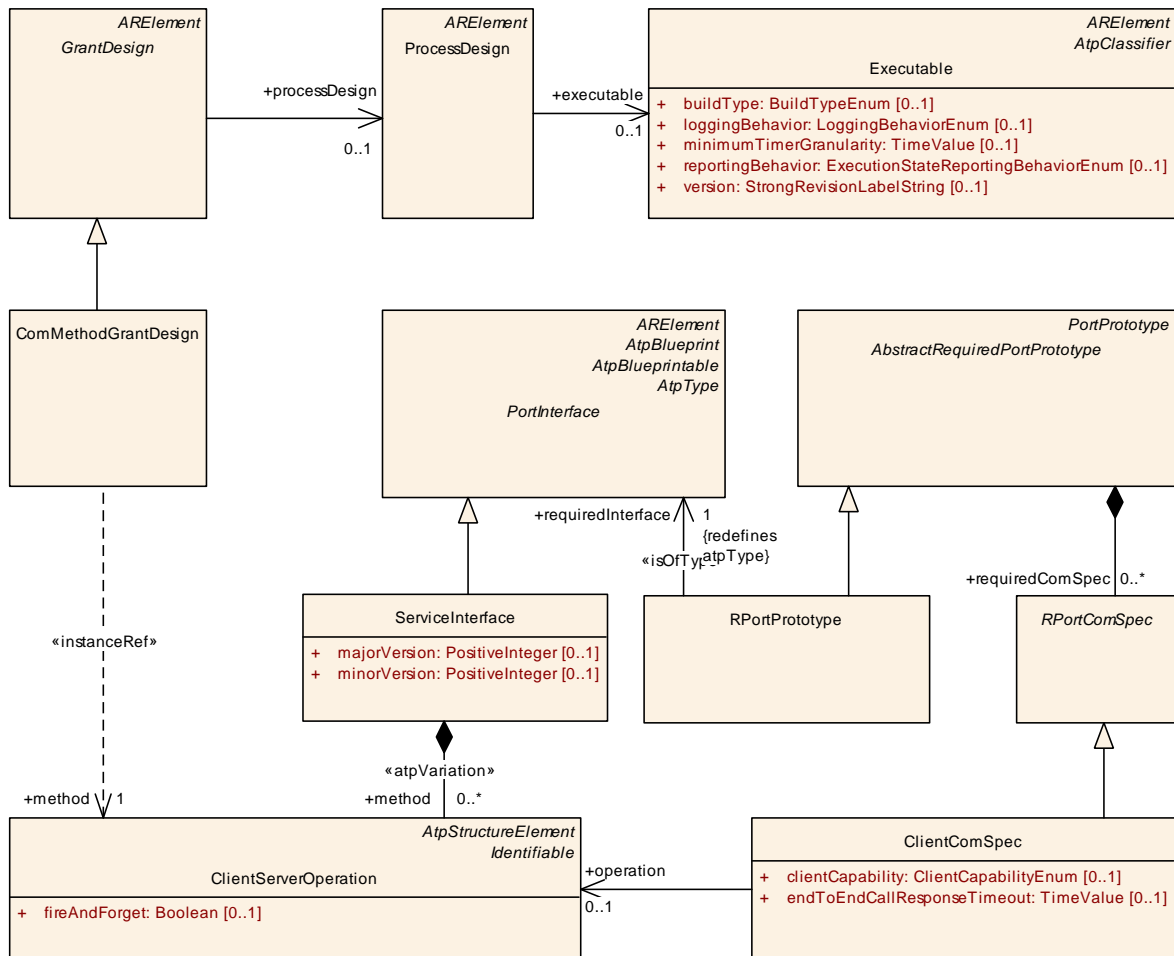 ARElement
GrantDesign
+processDesign
0..1
ARElement
ProcessDesign
+executable
0..1
ARElement
AtpClassifier
Executable
+ buildType: BuildTypeEnum [0..1]
+ loggingBehavior: LoggingBehaviorEnum [0..1]
+ minimumTimerGranularity: TimeValue [0..1]
+ reportingBehavior: ExecutionStateReportingBehaviorEnum [0..1]
+ version: StrongRevisionLabelString [0..1]
ComMethodGrantDesign
ARElement
AtpBlueprint
AtpBlueprintable
AtpType
PortInterface
PortPrototype
AbstractRequiredPortPrototype
+requiredInterface
1
{redefines
atpType}
+requiredComSpec
0..*
«instanceRef»
ServiceInterface
+ majorVersion: PositiveInteger [0..1]
+ minorVersion: PositiveInteger [0..1]
RPortPrototype
RPortComSpec
«atpVariation»
+method
0..*
+method
1
AtpStructureElement
Identifiable
ClientServerOperation
+ fireAndForget: Boolean [0..1]
+operation
0..1
ClientComSpec
+ clientCapability: ClientCapabilityEnum [0..1]
+ endToEndCallResponseTimeout: TimeValue [0..1]